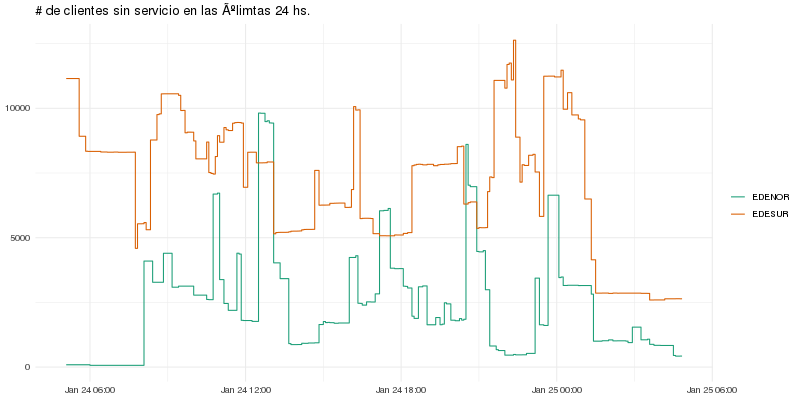 # de clientes sin servicio en las Ãºlimtas 24 hs.
10000
5000
0
Jan 24 06:00
Jan 24 12:00
Jan 24 18:00
Jan 25 00:00
Jan 25 06:00
EDENOR
EDESUR